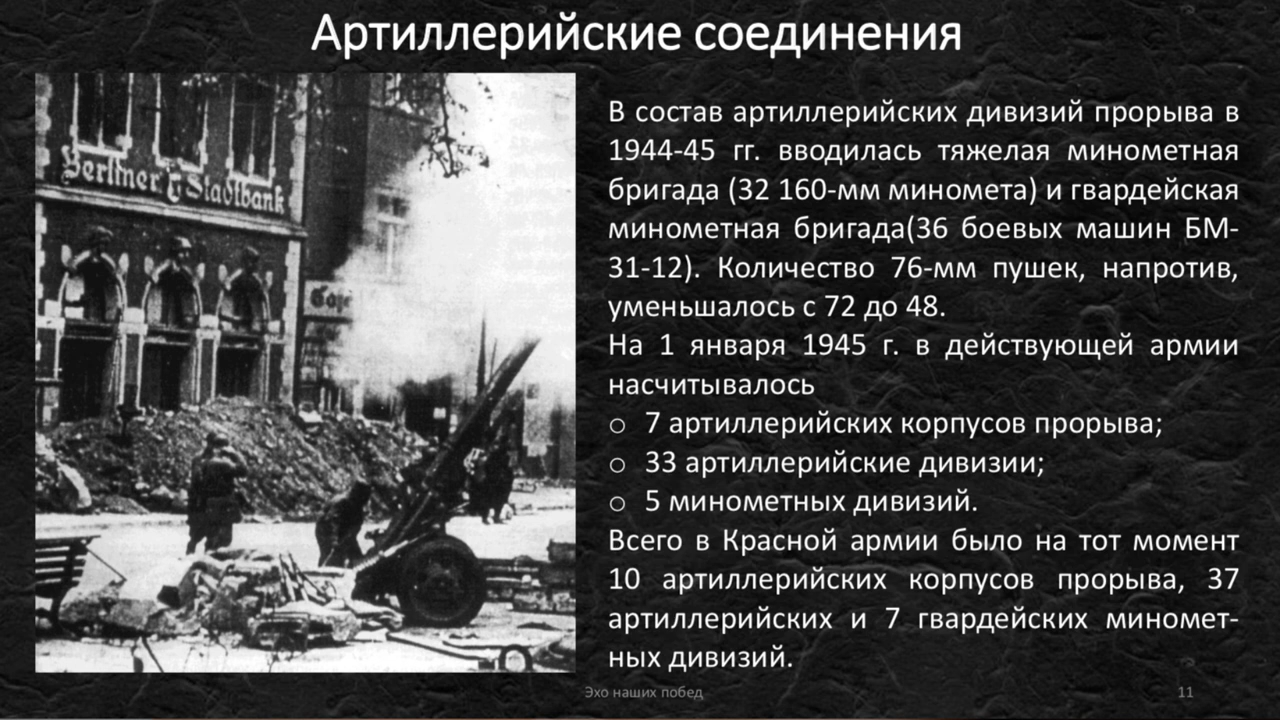 Артиллерийские соединения
Berliner Stadtbank
В состав артиллерийских дивизий прорыва в
1944-45 гг. вводилась тяжелая минометная
бригада (32 160-мм миномета) и гвардейская
минометная бригада(36 боевых машин БМ-
31-12). Количество 76-мм пушек, напротив,
уменьшалось с 72 до 48.
На 1 января 1945 г. в действующей армии
насчитывалось
o 7 артиллерийских корпусов прорыва;
o 33 артиллерийские дивизии;
o 5 минометных дивизий.
Всего в Красной армии было на тот момент
10 артиллерийских корпусов прорыва, 37
артиллерийских и 7 гвардейских миномет-
ных дивизий.
Эхо наших побед
11